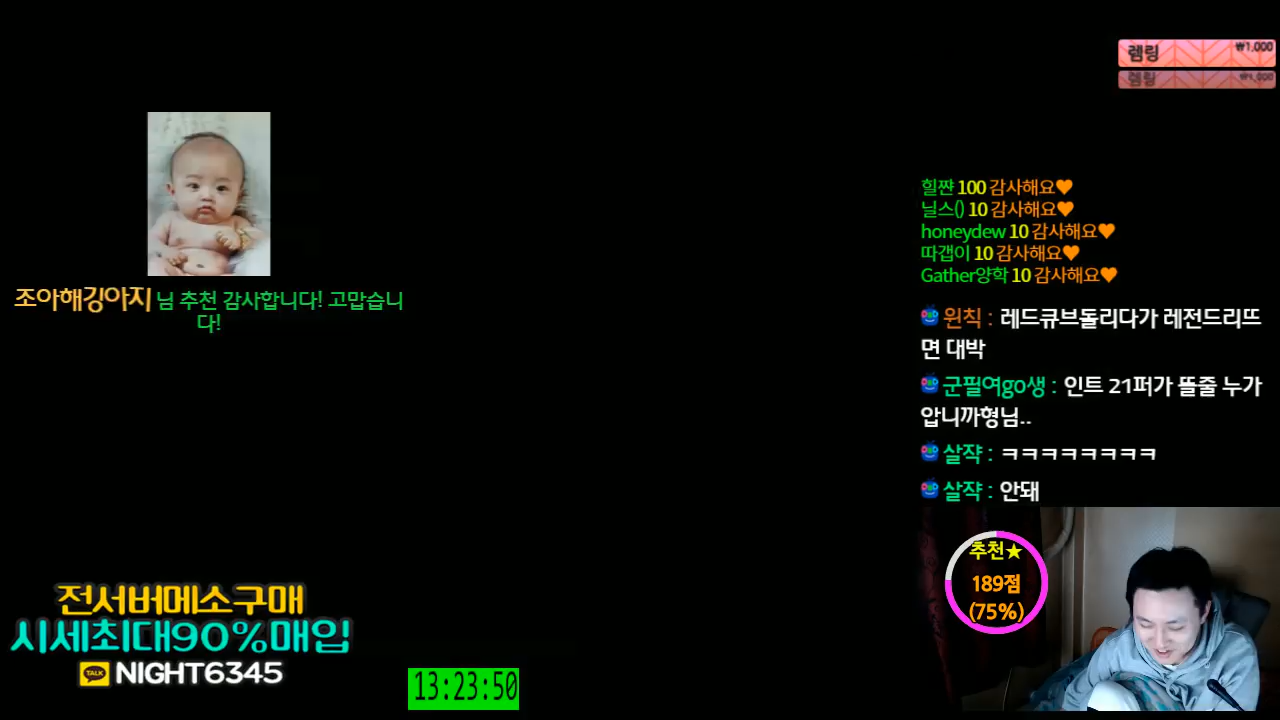 렘링 ₩1,000
렘링 ₩1,000
힐짠 100 감사해요♥
닐스() 10 감사해요♥
honeydew 10 감사해요♥
따갭이 10 감사해요♥
Gather양학 10 감사해요♥
조아해깅아지 님 추천 감사합니다! 고맙습니
다!
윈칙 : 레드큐브돌리다가 레전드리뜨
면 대박
군필여go생 : 인트 21퍼가 뜰줄 누가
압니까형님..
살쟉 : ㅋㅋㅋㅋㅋㅋㅋㅋ
살쟉 : 안돼
추천★
189점
(75%)
전서버메소구매
시세최대90%매입
TALK NIGHT6345
13:23:50